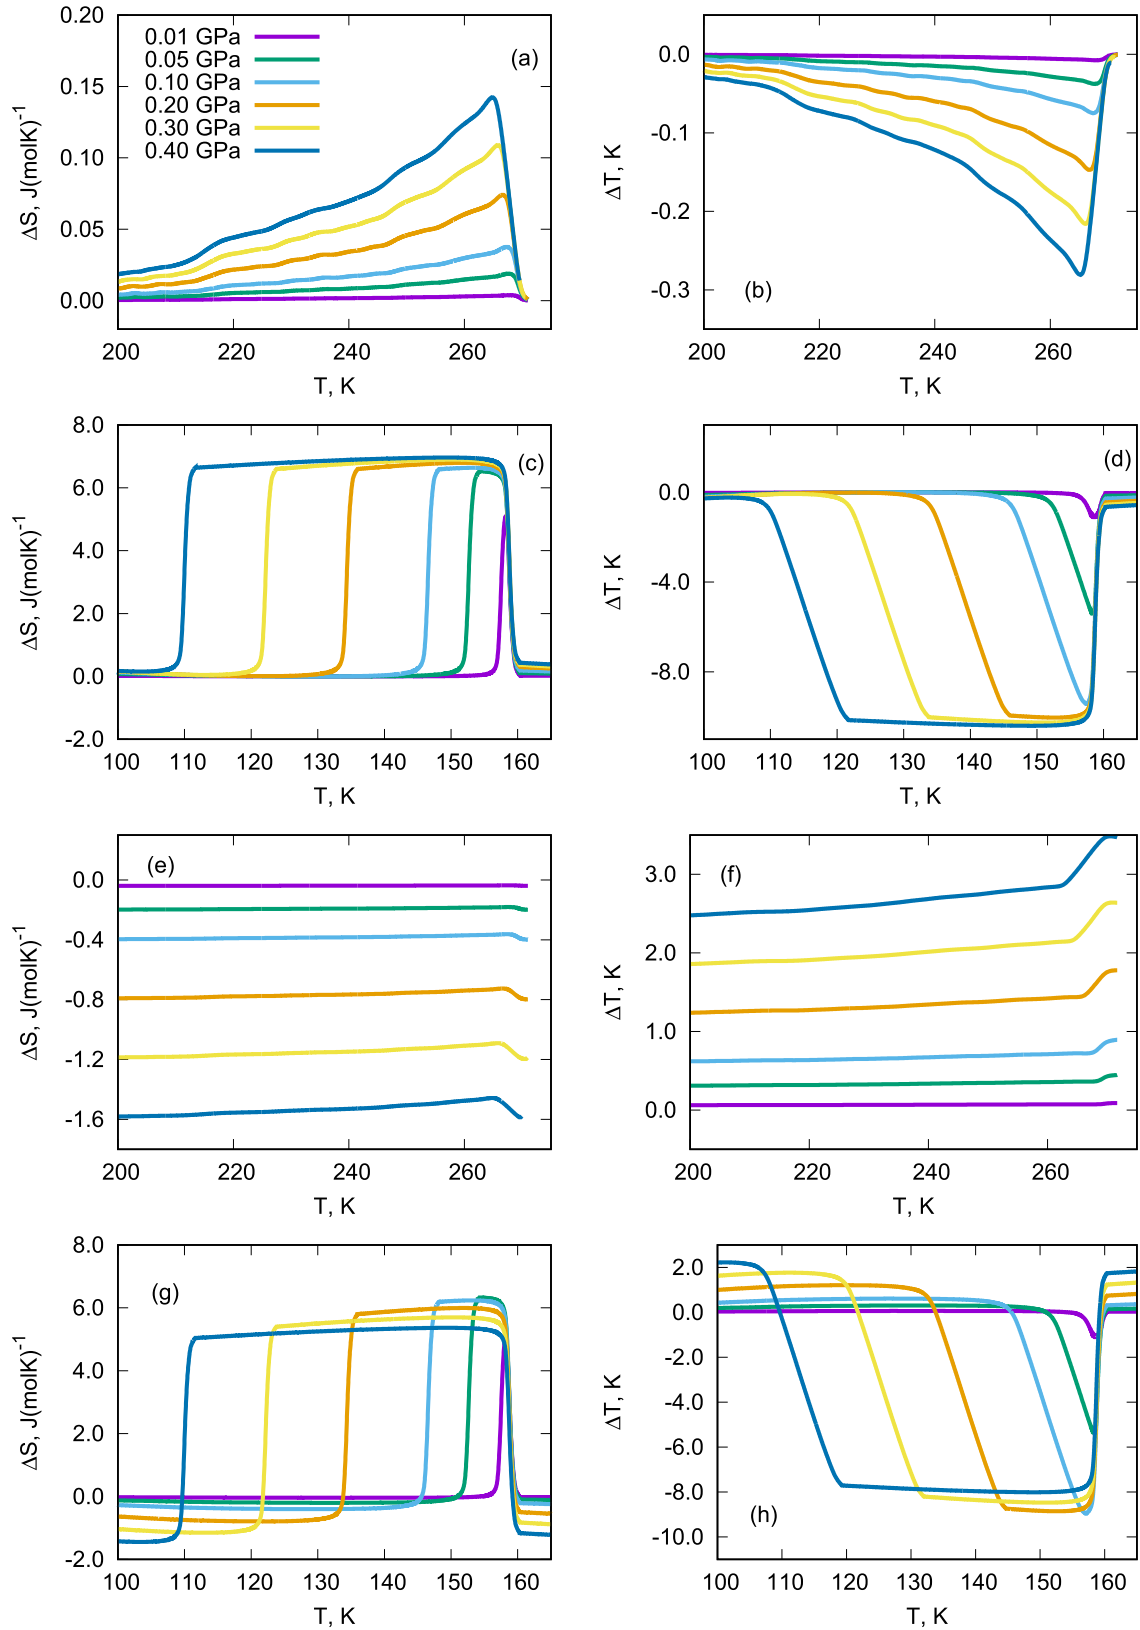 0.20
0.15
0.10
0.05
0.00
ΔS, J(molK)⁻¹
0.01 GPa
0.05 GPa
0.10 GPa
0.20 GPa
0.30 GPa
0.40 GPa
(a)
200 220 240 260
T, K
0.0
-0.1
-0.2
-0.3
ΔT, K
(b)
200 220 240 260
T, K
8.0
6.0
4.0
2.0
0.0
-2.0
ΔS, J(molK)⁻¹
(c)
100 110 120 130 140 150 160
T, K
0.0
-4.0
-8.0
ΔT, K
(d)
100 110 120 130 140 150 160
T, K
0.0
-0.4
-0.8
-1.2
-1.6
ΔS, J(molK)⁻¹
(e)
200 220 240 260
T, K
3.0
2.0
1.0
0.0
ΔT, K
(f)
200 220 240 260
T, K
8.0
6.0
4.0
2.0
0.0
-2.0
ΔS, J(molK)⁻¹
(g)
100 110 120 130 140 150 160
T, K
2.0
0.0
-2.0
-4.0
-6.0
-8.0
-10.0
ΔT, K
(h)
100 110 120 130 140 150 160
T, K